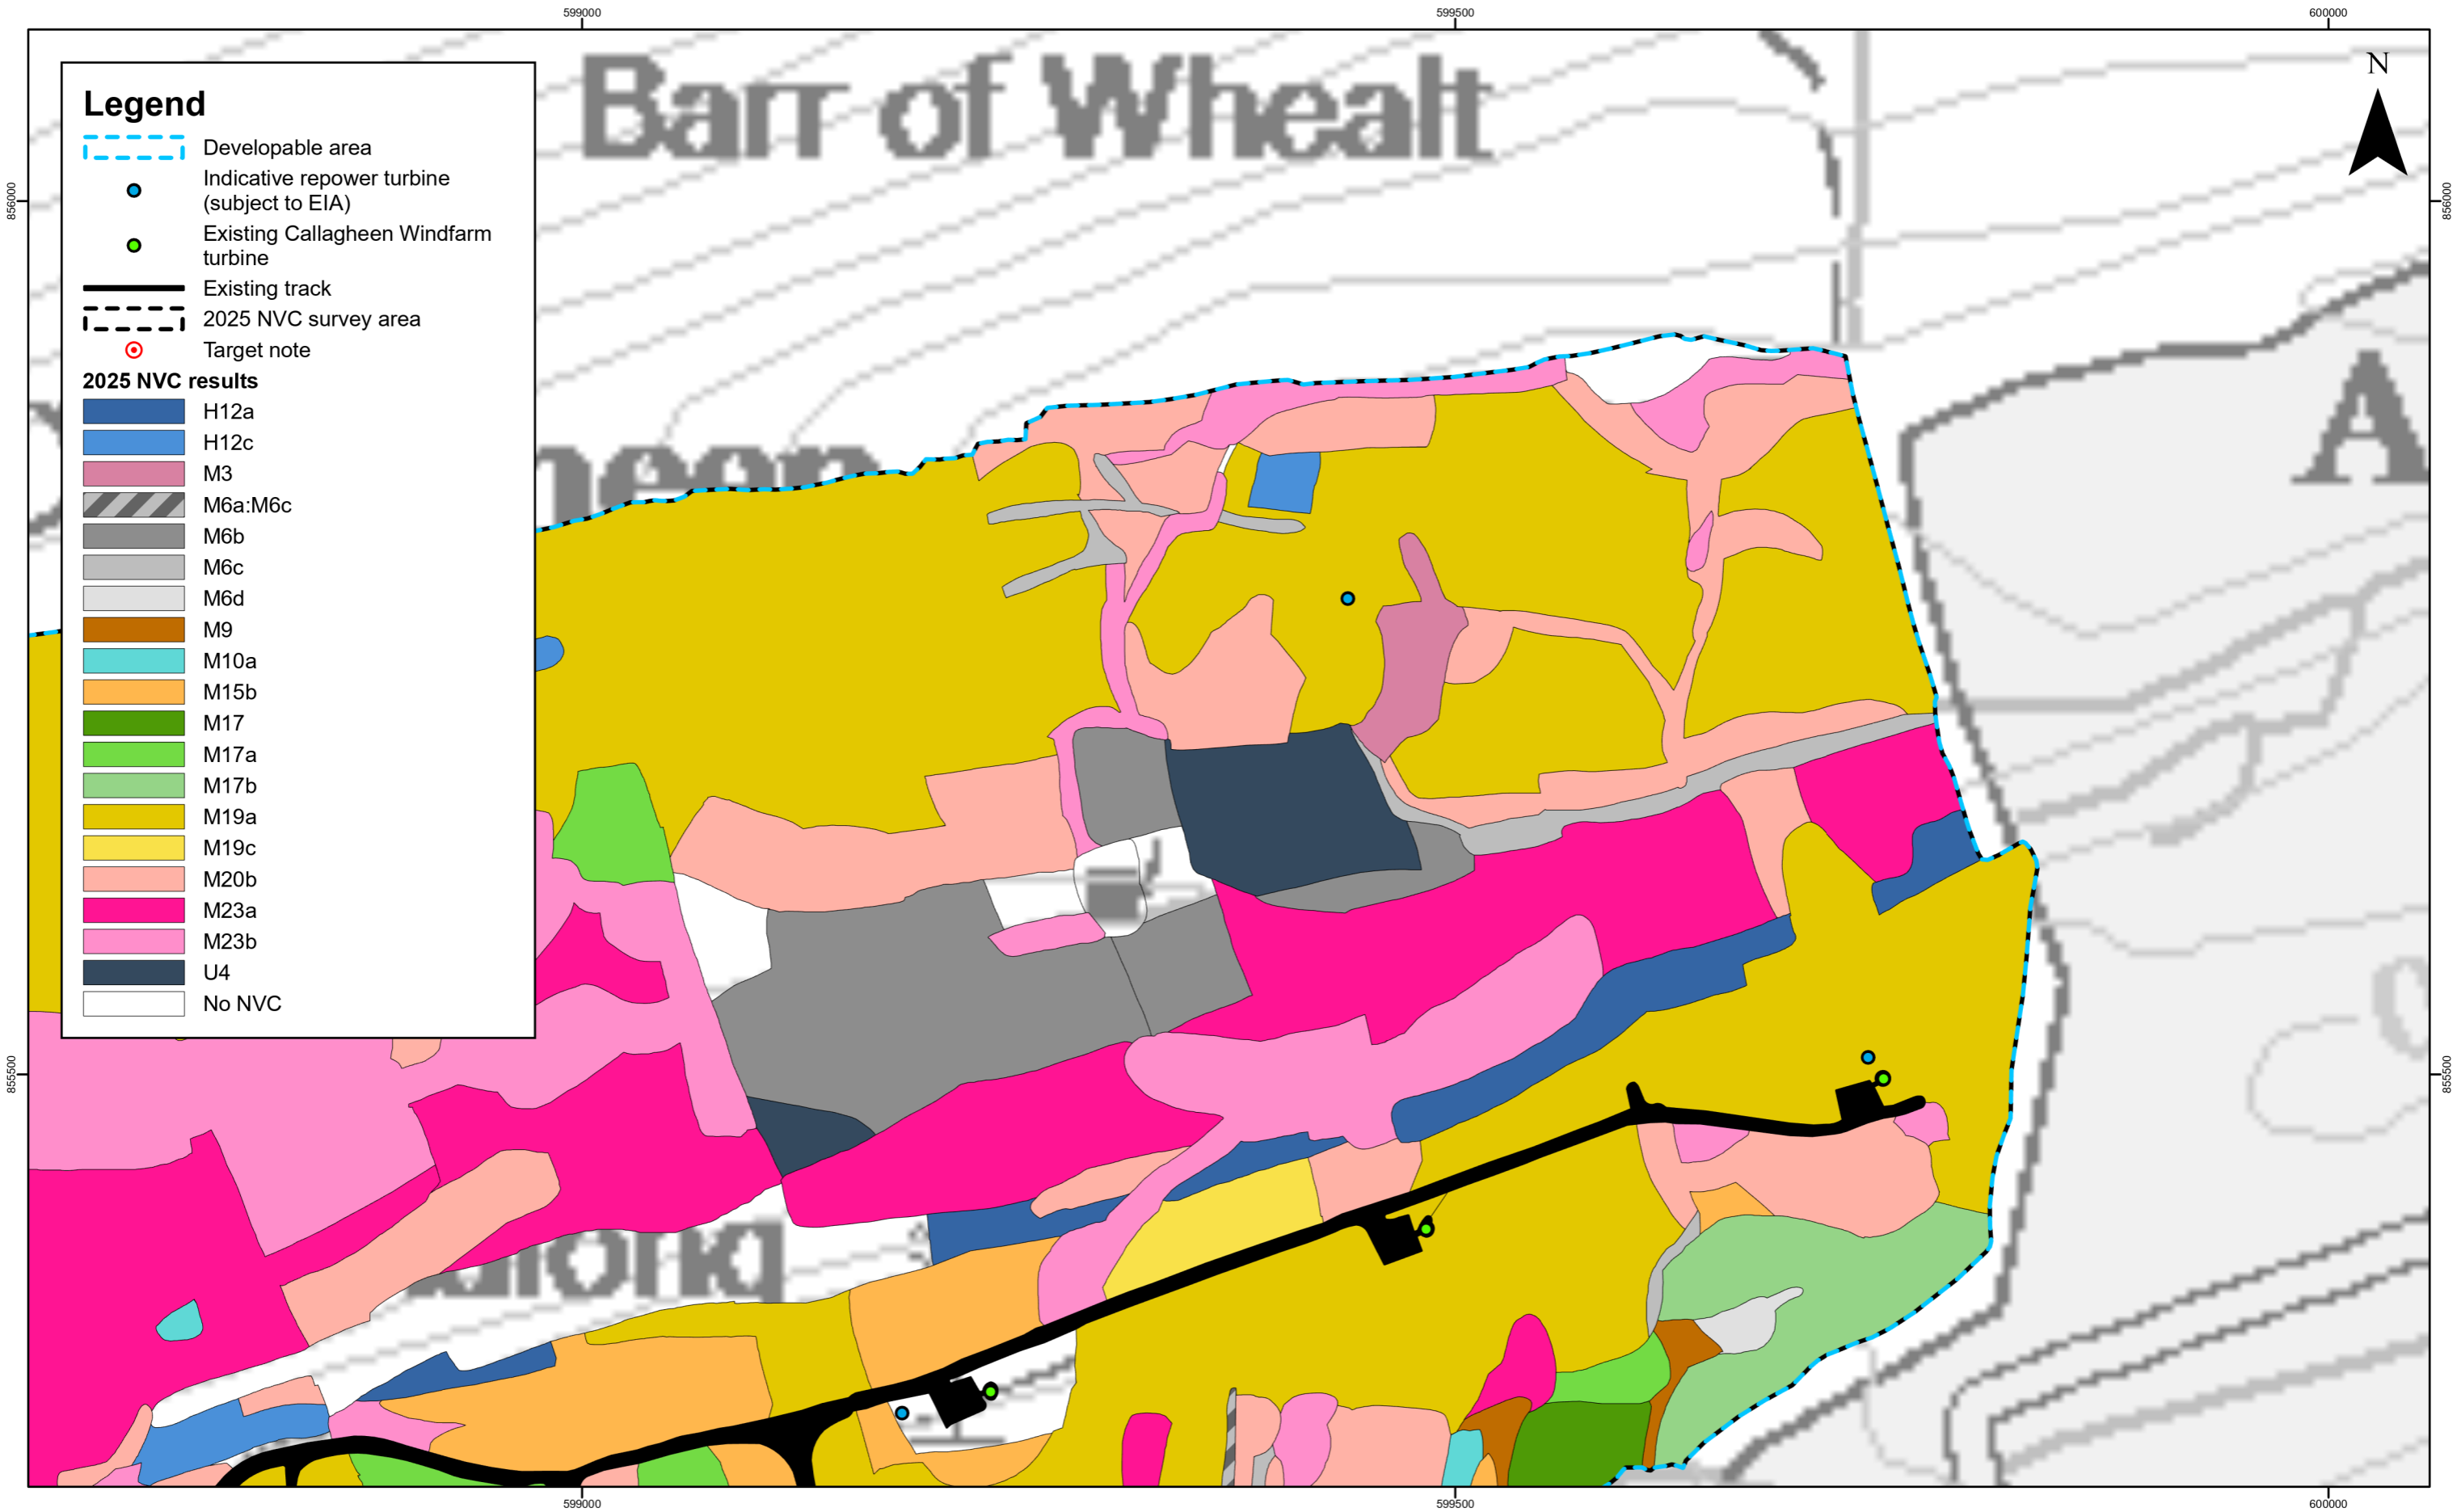 599000 599500 600000
Barr of Whealt
N
Legend
Developable area
Indicative repower turbine
(subject to EIA)
Existing Callagheen Windfarm
turbine
Existing track
2025 NVC survey area
Target note
2025 NVC results
H12a
H12c
M3
M6a:M6c
M6b
M6c
M6d
M9
M10a
M15b
M17
M17a
M17b
M19a
M19c
M20b
M23a
M23b
U4
No NVC
856000
856000
heen
A
855500
855500
599000 599500 600000